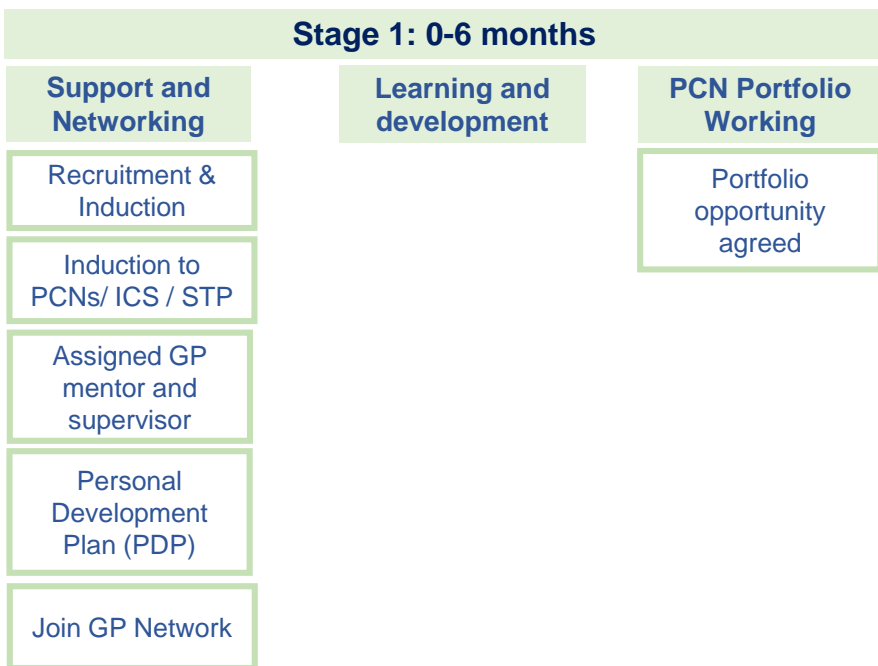 Stage 1: 0-6 months
Support and
Networking
Learning and
development
PCN Portfolio
Working
Recruitment &
Induction
Induction to
PCNs/ ICS / STP
Assigned GP
mentor and
supervisor
Personal
Development
Plan (PDP)
Join GP Network
Portfolio
opportunity
agreed